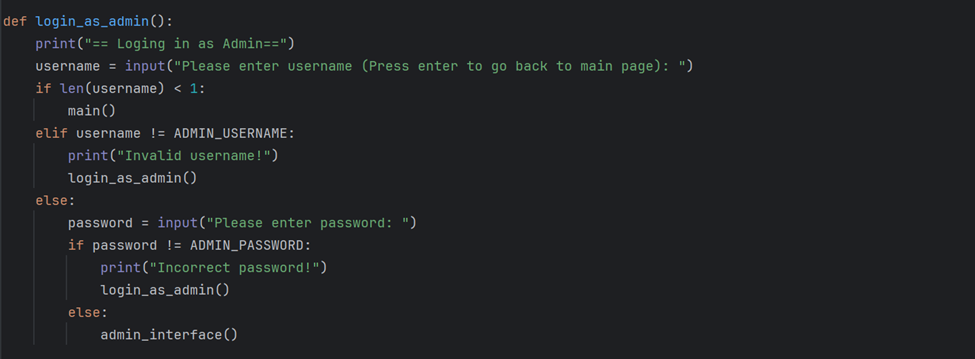 def login_as_admin():
    print("== Loging in as Admin==")
    username = input("Please enter username (Press enter to go back to main page): ")
    if len(username) < 1:
        main()
    elif username != ADMIN_USERNAME:
        print("Invalid username!")
        login_as_admin()
    else:
        password = input("Please enter password: ")
        if password != ADMIN_PASSWORD:
            print("Incorrect password!")
            login_as_admin()
        else:
            admin_interface()